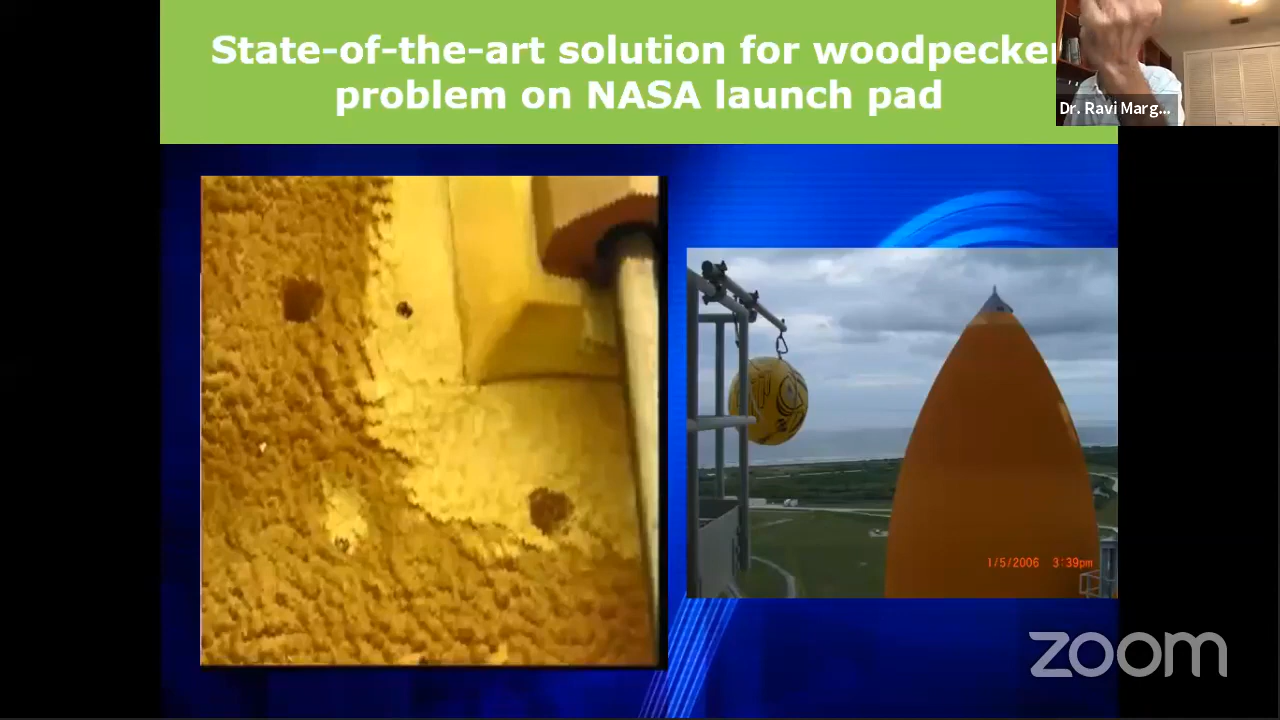 State-of-the-art solution for woodpecker
problem on NASA launch pad
Dr. Ravi Marg...
1/5/2006 3:39pm
zoom